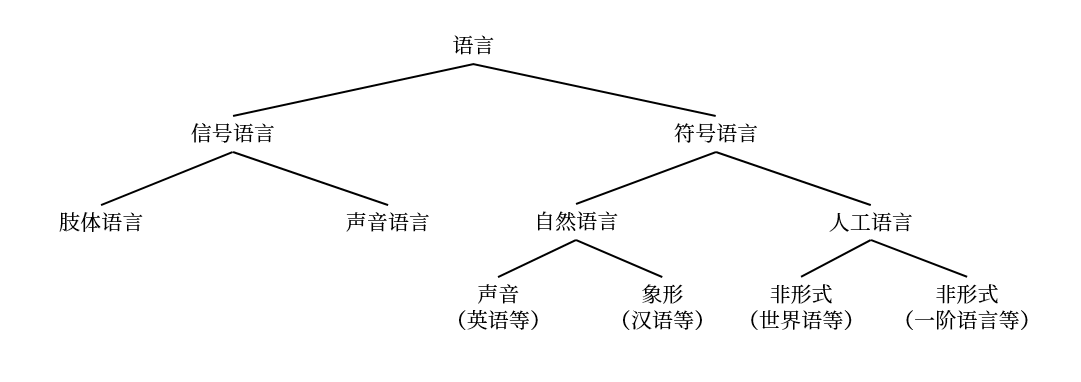 语言
信号语言
符号语言
肢体语言
声音语言
自然语言
人工语言
声音
（英语等）
象形
（汉语等）
非形式
（世界语等）
非形式
（一阶语言等）